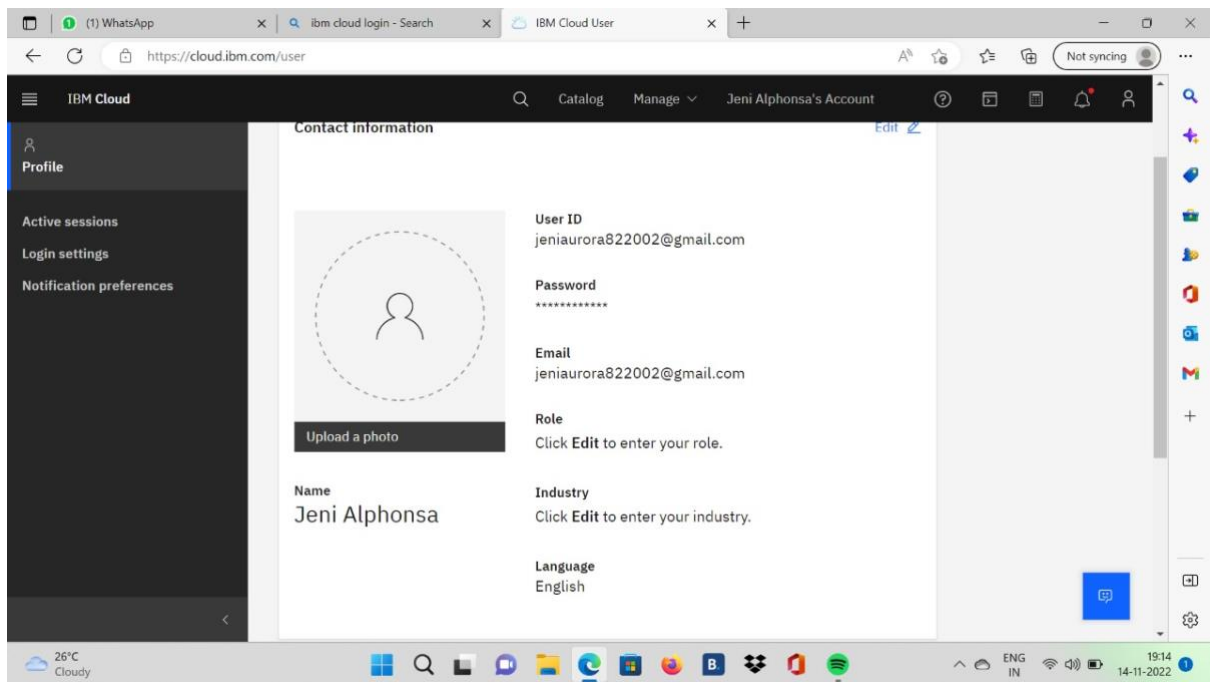 (1) WhatsApp
ibm cloud login - Search
IBM Cloud User
https://cloud.ibm.com/user
Not syncing
IBM Cloud
Catalog
Manage
Jeni Alphonsa's Account
Profile
Active sessions
Login settings
Notification preferences
Contact information
Edit
Upload a photo
Name
Jeni Alphonsa
User ID
jeniaurora822002@gmail.com
Password
************
Email
jeniaurora822002@gmail.com
Role
Click Edit to enter your role.
Industry
Click Edit to enter your industry.
Language
English
26°C
Cloudy
ENG
IN
19:14
14-11-2022
1